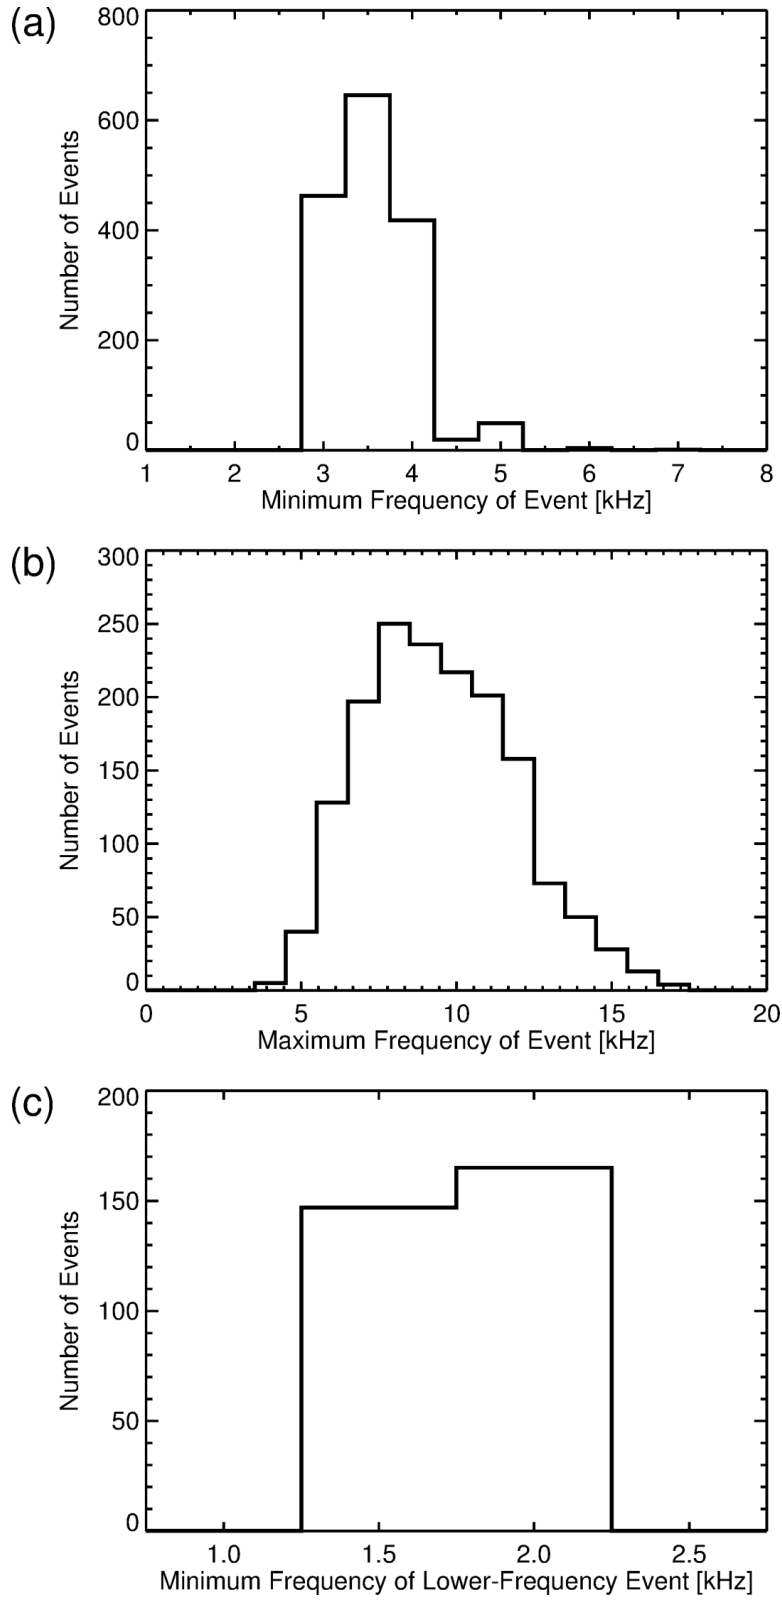 (a)
800
600
400
200
0
Number of Events
1 2 3 4 5 6 7 8
Minimum Frequency of Event [kHz]
(b)
300
250
200
150
100
50
0
Number of Events
0 5 10 15 20
Maximum Frequency of Event [kHz]
(c)
200
150
100
50
0
Number of Events
1.0 1.5 2.0 2.5
Minimum Frequency of Lower-Frequency Event [kHz]